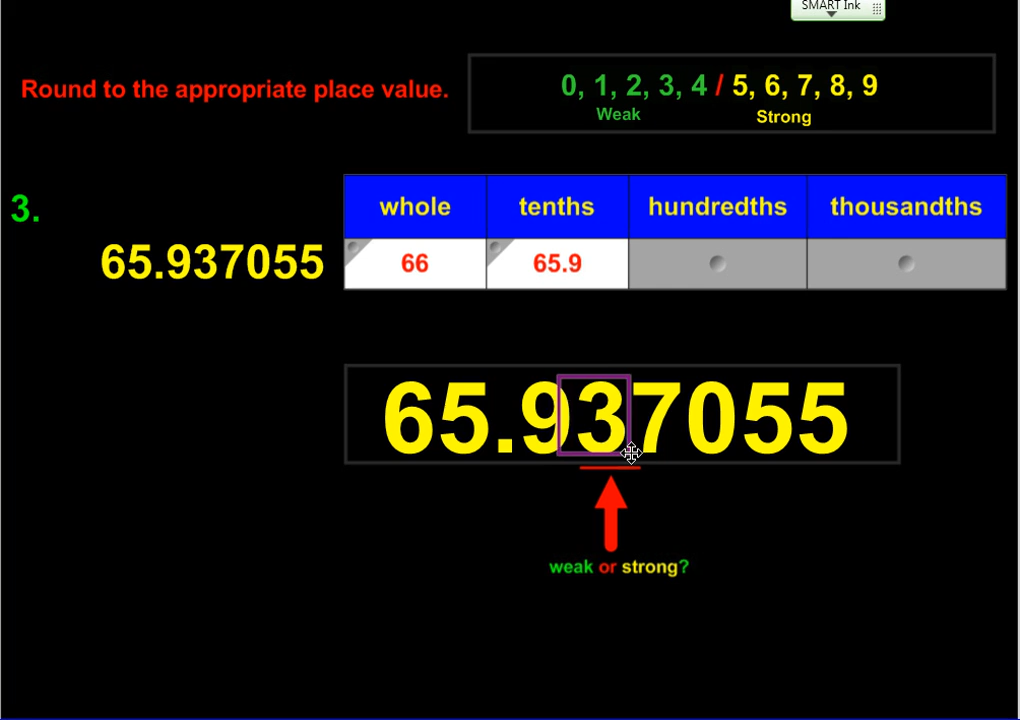 SMART Ink
Round to the appropriate place value.
0, 1, 2, 3, 4 / 5, 6, 7, 8, 9
Weak Strong
3.
whole tenths hundredths thousandths
65.937055 66 65.9
65.937055
weak or strong?